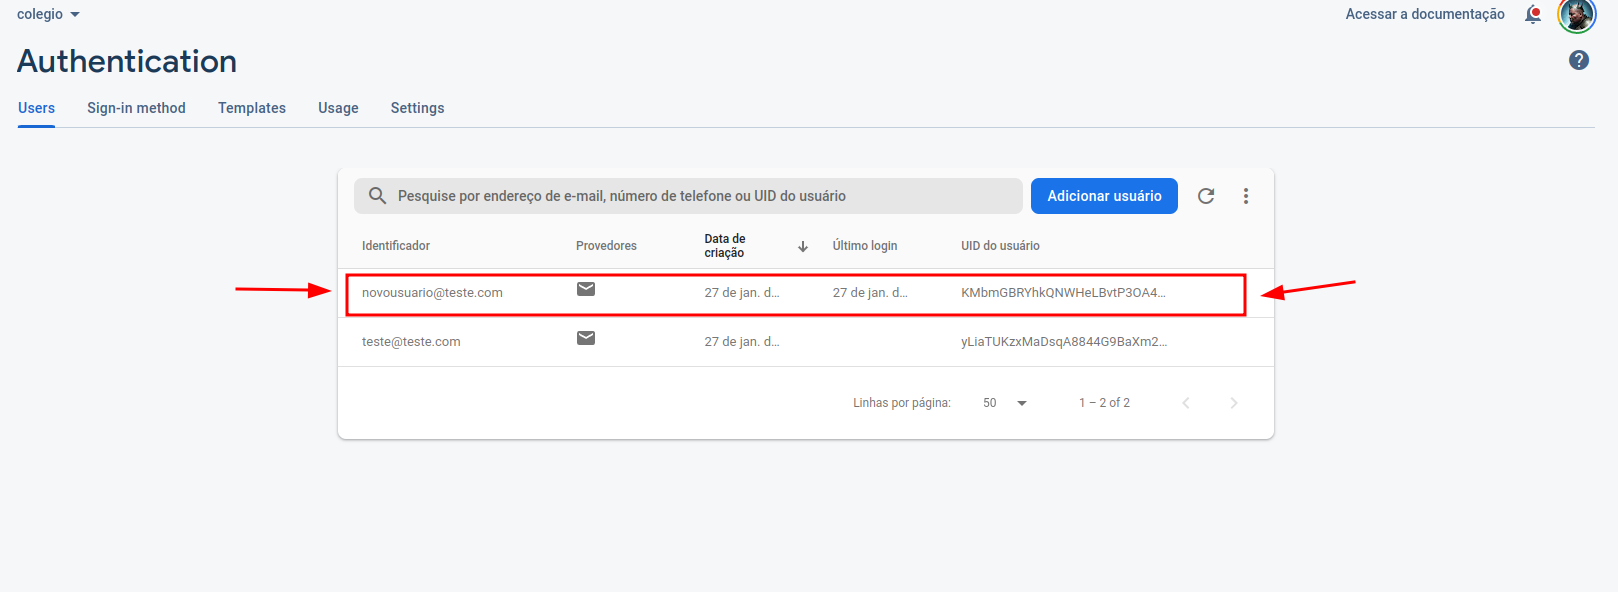 colegio
Acessar a documentação
Authentication
?
Users Sign-in method Templates Usage Settings
Pesquise por endereço de e-mail, número de telefone ou UID do usuário
Adicionar usuário
Identificador Provedores Data de criação Último login UID do usuário
novousuario@teste.com 27 de jan. d... 27 de jan. d... KMbmGBRYhkQNWHeLBvtP3OA4...
teste@teste.com 27 de jan. d... yLiaTUKzxMaDsqA8844G9BaXm2...
Linhas por página: 50 1 – 2 of 2